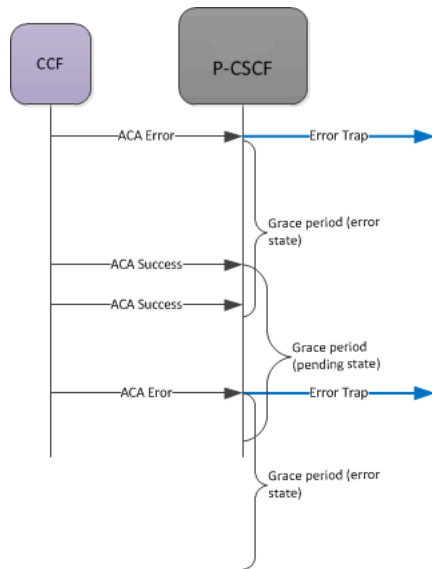 CCF
P-CSCF
ACA Error
Error Trap
Grace period (error
state)
ACA Success
ACA Success
Grace period
(pending state)
ACA Eror
Error Trap
Grace period (error
state)